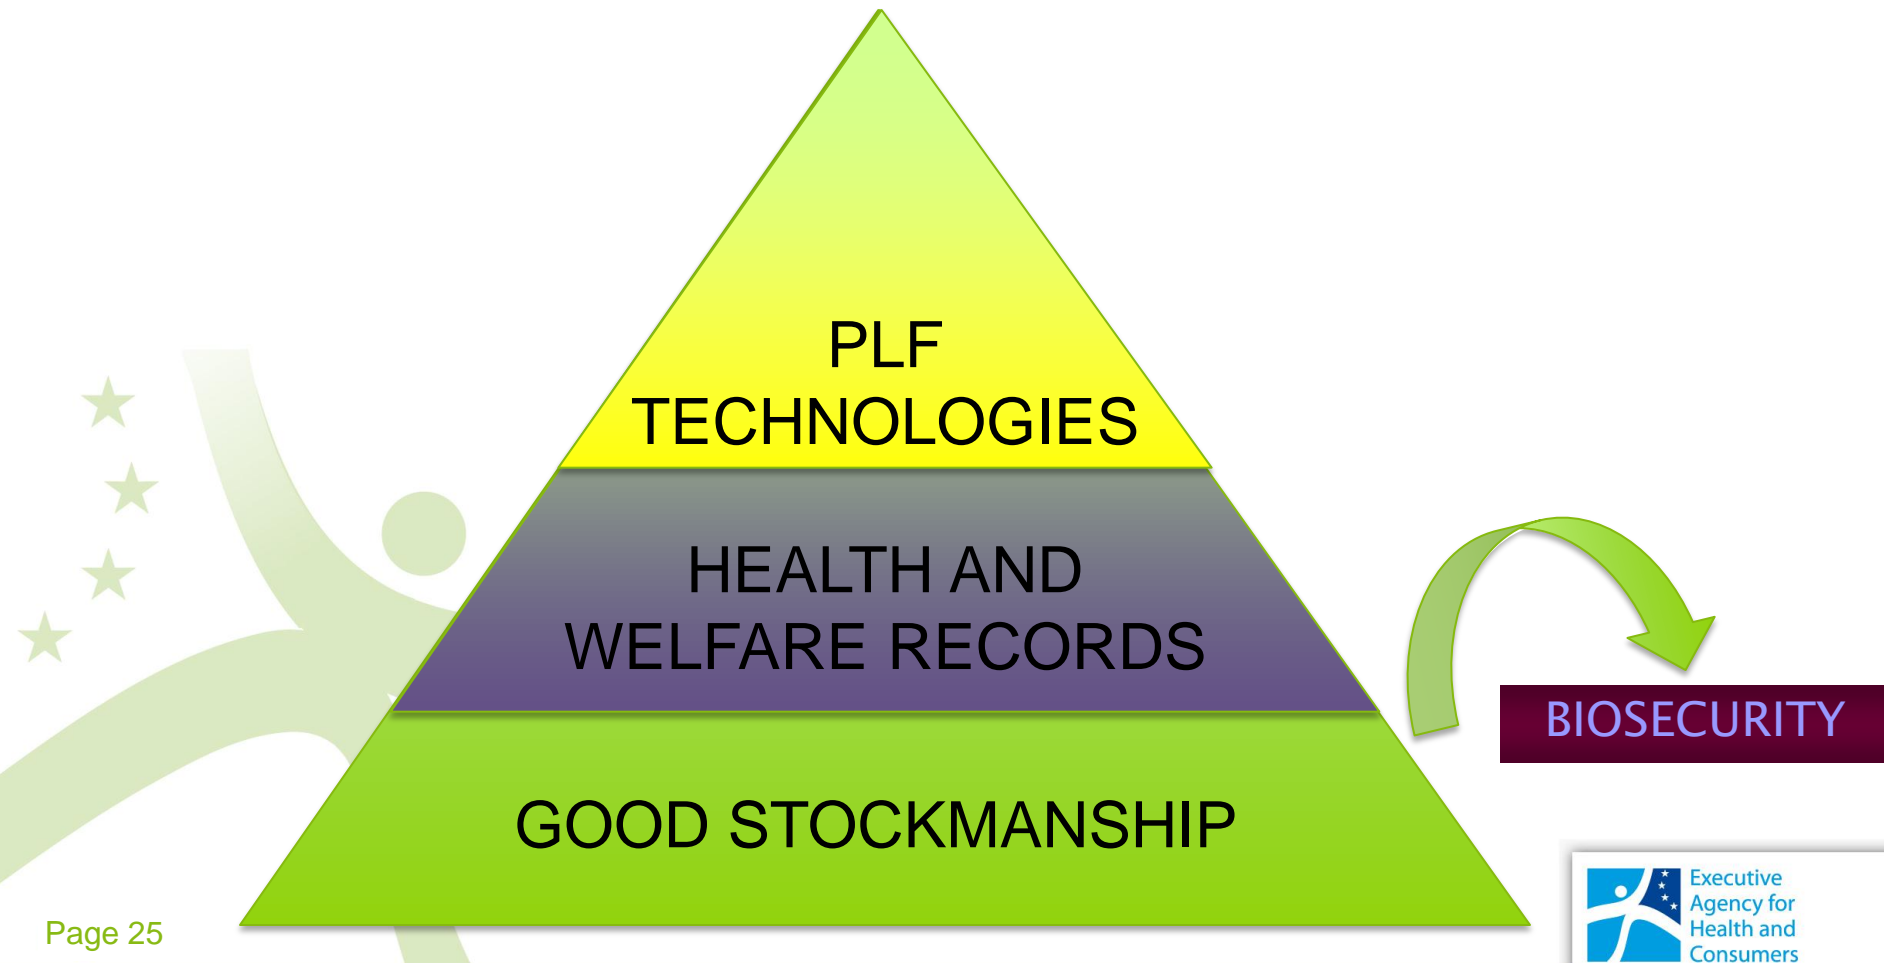 PLF
TECHNOLOGIES
HEALTH AND
WELFARE RECORDS
BIOSECURITY
GOOD STOCKMANSHIP
Executive
Agency for
Health and
Consumers
Page 25